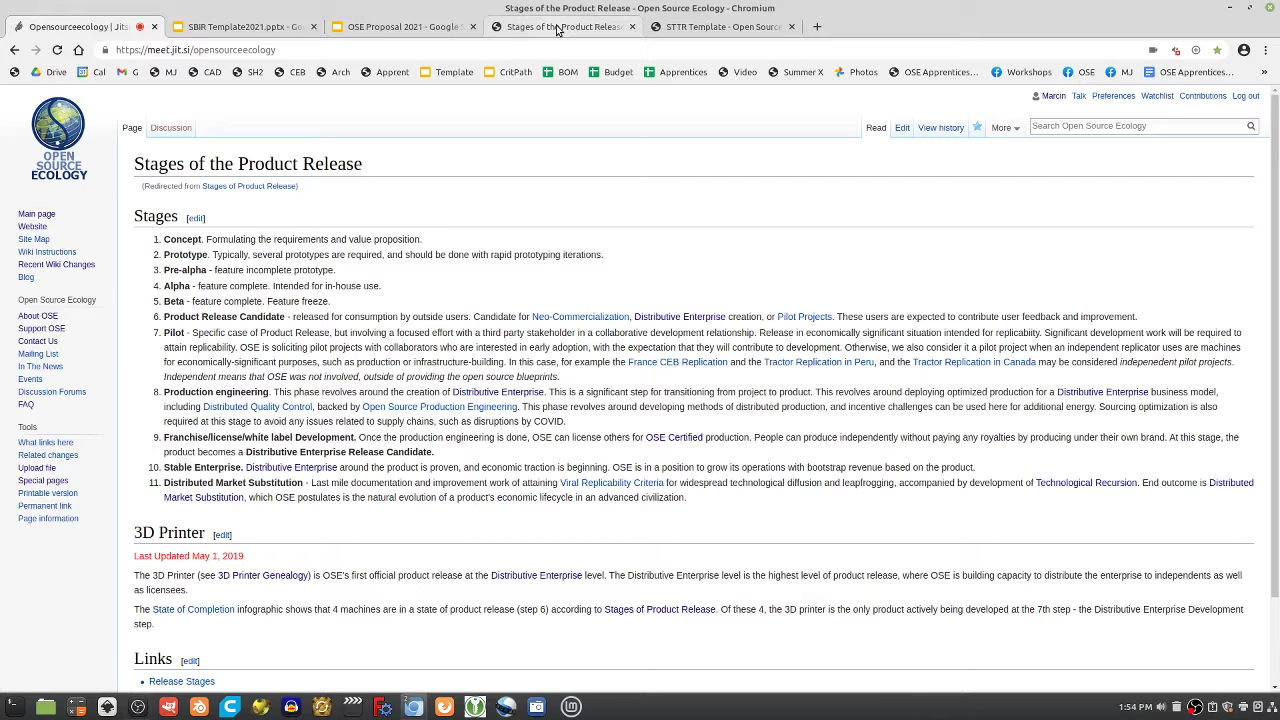 Stages of the Product Release - Open Source Ecology - Chromium
Opensourceecology | Jits
SBIR Template2021.pptx - Go
OSE Proposal 2021 - Google S
Stages of the Product Release
STTR Template - Open Source
https://meet.jit.si/opensourceecology
Drive Cal M G MJ CAD SH2 CEB Arch Apprent Template CritPath BOM Budget Apprentices Video Summer X Photos OSE Apprentices... Workshops OSE MJ OSE Apprentices... »
Marcin Talk Preferences Watchlist Contributions Log out
Page Discussion Read Edit View history More Search Open Source Ecology
OPEN
SOURCE
ECOLOGY
Stages of the Product Release
(Redirected from Stages of Product Release)
Stages [edit]
1. Concept. Formulating the requirements and value proposition.
2. Prototype. Typically, several prototypes are required, and should be done with rapid prototyping iterations.
3. Pre-alpha - feature incomplete prototype.
4. Alpha - feature complete. Intended for in-house use.
5. Beta - feature complete. Feature freeze.
6. Product Release Candidate - released for consumption by outside users. Candidate for Neo-Commercialization, Distributive Enterprise creation, or Pilot Projects. These users are expected to contribute user feedback and improvement.
7. Pilot - Specific case of Product Release, but involving a focused effort with a third party stakeholder in a collaborative development relationship. Release in economically significant situation intended for replicabiity. Significant development work will be required to
attain replicability. OSE is soliciting pilot projects with collaborators who are interested in early adoption, with the expectation that they will contribute to development. Otherwise, we also consider it a pilot project when an independent replicator uses are machines
for economically-significant purposes, such as production or infrastructure-building. In this case, for example the France CEB Replication and the Tractor Replication in Peru, and the Tractor Replication in Canada may be considered indepenedent pilot projects.
Independent means that OSE was not involved, outside of providing the open source blueprints.
8. Production engineering. This phase revolves around the creation of Distributive Enterprise. This is a significant step for transitioning from project to product. This revolves around deploying optimized production for a Distributive Enterprise business model,
including Distributed Quality Control, backed by Open Source Production Engineering. This phase revolves around developing methods of distributed production, and incentive challenges can be used here for additional energy. Sourcing optimization is also
required at this stage to avoid any issues related to supply chains, such as disruptions by COVID.
9. Franchise/license/white label Development. Once the production engineering is done, OSE can license others for OSE Certified production. People can produce independently without paying any royalties by producing under their own brand. At this stage, the
product becomes a Distributive Enterprise Release Candidate.
10. Stable Enterprise. Distributive Enterprise around the product is proven, and economic traction is beginning. OSE is in a position to grow its operations with bootstrap revenue based on the product.
11. Distributed Market Substitution - Last mile documentation and improvement work of attaining Viral Replicability Criteria for widespread technological diffusion and leapfrogging, accompanied by development of Technological Recursion. End outcome is Distributed
Market Substitution, which OSE postulates is the natural evolution of a product's economic lifecycle in an advanced civilization.
3D Printer [edit]
Last Updated May 1, 2019
The 3D Printer (see 3D Printer Genealogy) is OSE's first official product release at the Distributive Enterprise level. The Distributive Enterprise level is the highest level of product release, where OSE is building capacity to distribute the enterprise to independents as well
as licensees.
The State of Completion infographic shows that 4 machines are in a state of product release (step 6) according to Stages of Product Release. Of these 4, the 3D printer is the only product actively being developed at the 7th step - the Distributive Enterprise Development
step.
Links [edit]
Release Stages
Main page
Website
Site Map
Wiki Instructions
Recent Wiki Changes
Blog
Open Source Ecology
About OSE
Support OSE
Contact Us
Mailing List
In The News
Events
Discussion Forums
FAQ
Tools
What links here
Related changes
Upload file
Special pages
Printable version
Permanent link
Page information
1:54 PM